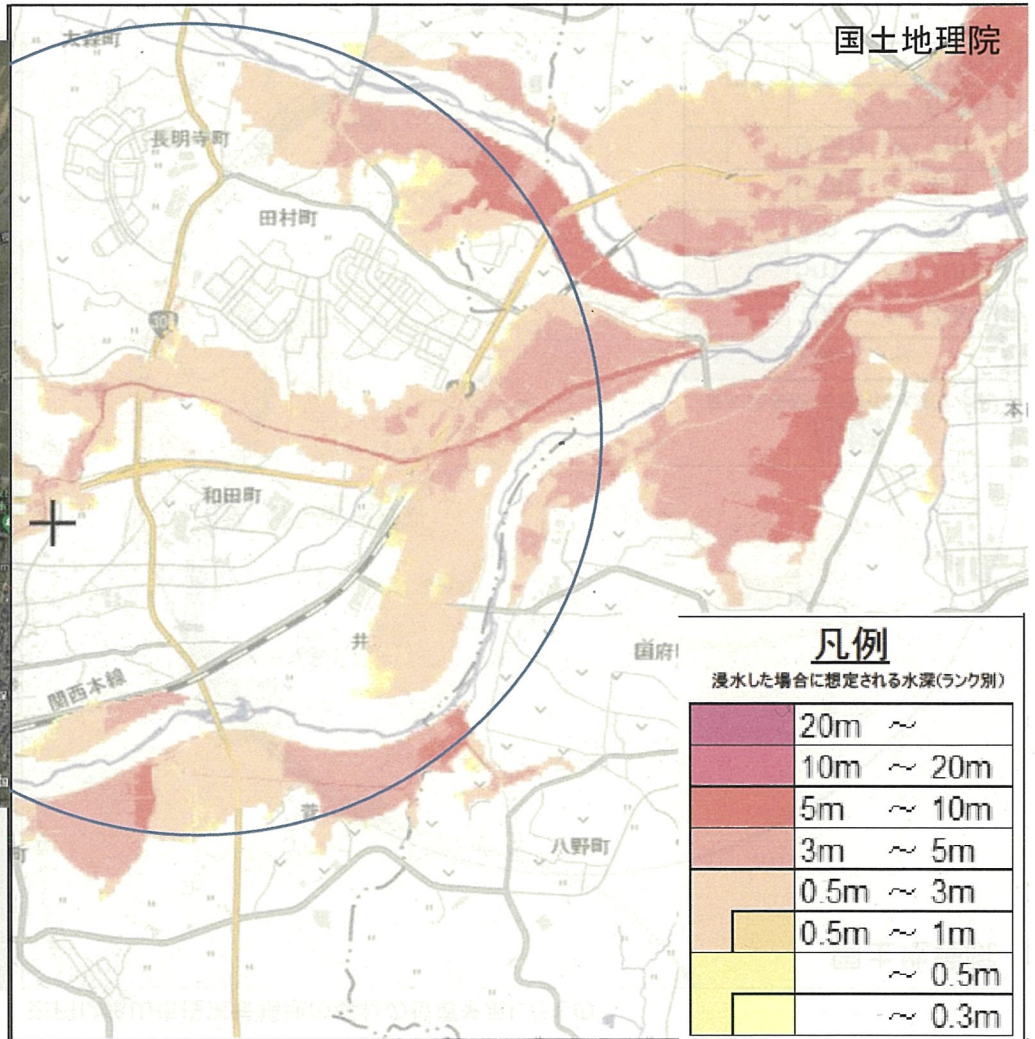 国土地理院
大森町
長明寺町
田村町
和田町
井
国府
関西本線
八野町
町
凡例
浸水した場合に想定される水深(ランク別)
20m ～
10m ～ 20m
5m ～ 10m
3m ～ 5m
0.5m ～ 3m
0.5m ～ 1m
～ 0.5m
～ 0.3m